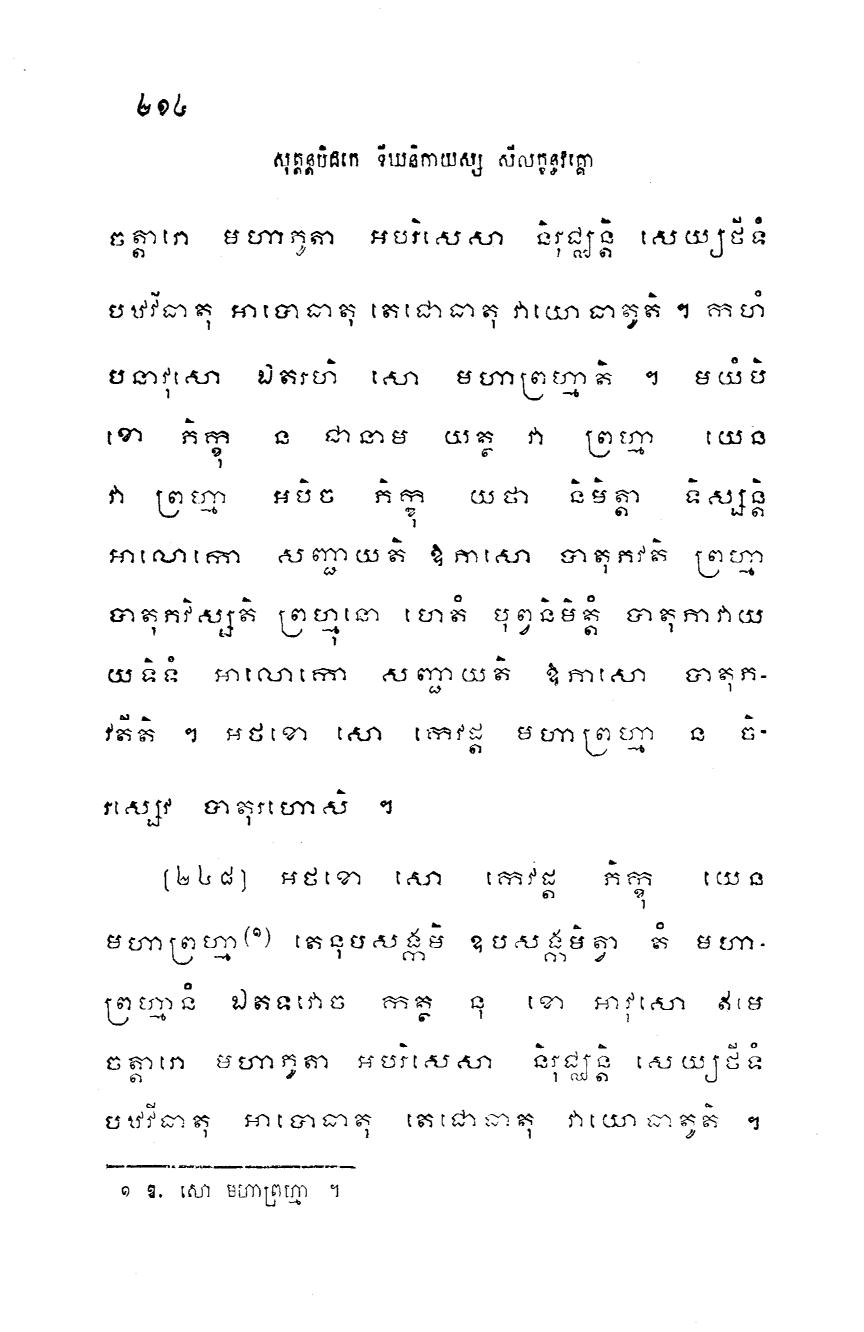 ២១៤
សុត្តន្តបិដកេ ទីឃនិកាយស្ស សីលក្ខន្ធវគ្គោ
ចត្តារោ មហាភូតា អបរិសេសា និរុជ្ឈន្តិ សេយ្យថីទំ
បឋវីធាតុ អាបោធាតុ តេជោធាតុ វាយោធាតូតិ ។ កហំ
បនាវុសោ ឯតរហិ សោ មហាព្រហ្មាតិ ។ មយំបិ
ខោ ភិក្ខុ ន ជានាម យត្ថ វា ព្រហ្មា យេន
វា ព្រហ្មា អបិច ភិក្ខុ យថា និមិត្តា ទិស្សន្តិ
អាលោកោ សញ្ជាយតិ ឱភាសោ បាតុភវតិ ព្រហ្មា
បាតុភវិស្សតិ ព្រហ្មុនោ ហេតំ បុព្វនិមិត្តំ បាតុភាវាយ
យទិទំ អាលោកោ សញ្ជាយតិ ឱភាសោ បាតុភ-
វតីតិ ។ អថខោ សោ កេវដ្ដ មហាព្រហ្មា ន ចិ-
រស្សេវ បាតុរហោសិ ។
[២៤៨] អថខោ សោ កេវដ្ដ ភិក្ខុ យេន
មហាព្រហ្មា(១) តេនុបសង្កមិ ឧបសង្កមិត្វា តំ មហា-
ព្រហ្មានំ ឯតទវោច កត្ថ នុ ខោ អាវុសោ ឥមេ
ចត្តារោ មហាភូតា អបរិសេសា និរុជ្ឈន្តិ សេយ្យថីទំ
បឋវីធាតុ អាបោធាតុ តេជោធាតុ វាយោធាតូតិ ។
១ ឱ. សោ មហាព្រហ្មា ។